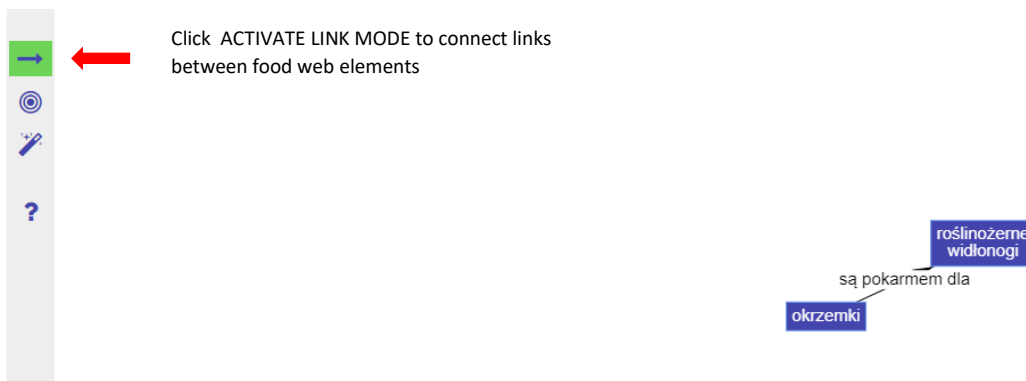 Click ACTIVATE LINK MODE to connect links
between food web elements
?
roślinożerne
widłonogi
są pokarmem dla
okrzemki